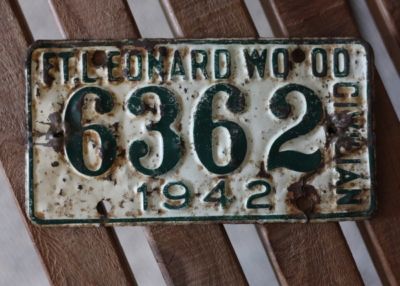 FT. LEONARD WOOD
6362
CIVILIAN
1942